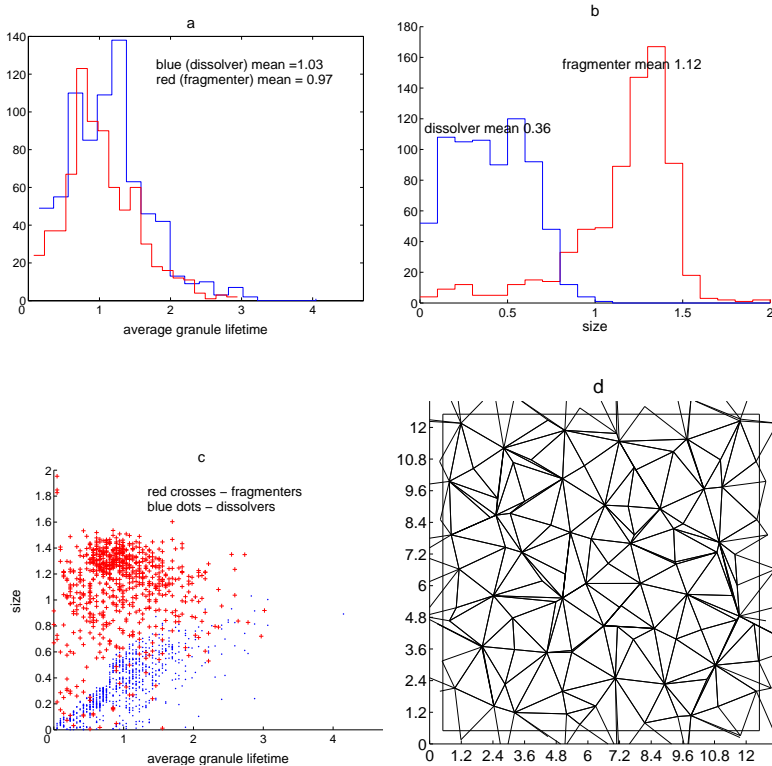 a
140
120
100
80
60
40
20
0
blue (dissolver) mean =1.03
red (fragmenter) mean = 0.97
0 1 2 3 4
average granule lifetime
b
180
160
140
120
100
80
60
40
20
0
fragmenter mean 1.12
dissolver mean 0.36
0 0.5 1 1.5 2
size
c
2
1.8
1.6
1.4
1.2
1
0.8
0.6
0.4
0.2
0
size
red crosses − fragmenters
blue dots − dissolvers
0 1 2 3 4
average granule lifetime
d
12
10.8
9.6
8.4
7.2
6
4.8
3.6
2.4
1.2
0
0 1.2 2.4 3.6 4.8 6 7.2 8.4 9.6 10.8 12